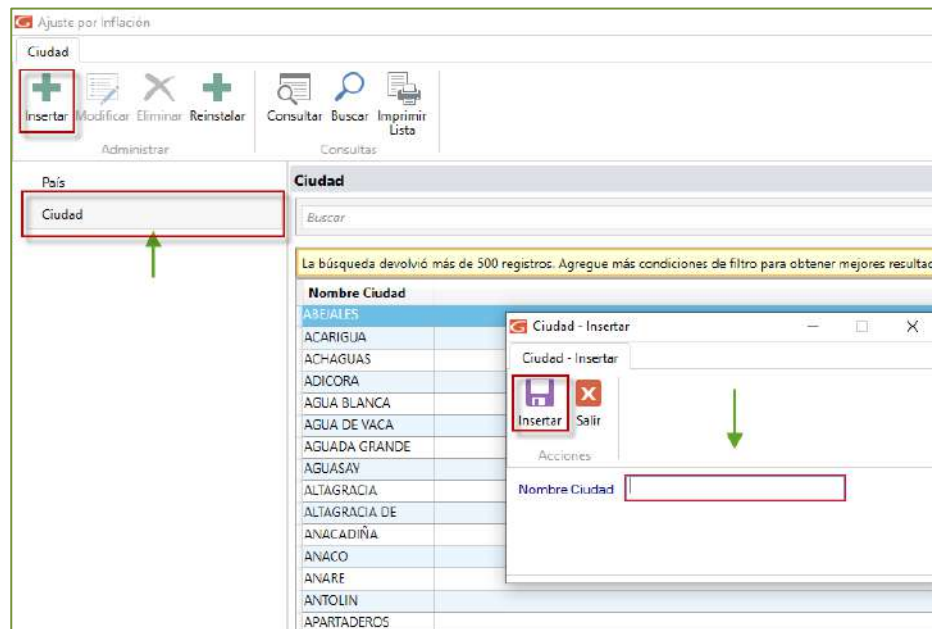 Ajuste por Inflación
Ciudad
Insertar Modificar Eliminar Reinstalar Consultar Buscar Imprimir Lista
Administrar Consultas
País
Ciudad
Ciudad
Buscar
La búsqueda devolvió más de 500 registros. Agregue más condiciones de filtro para obtener mejores resultad
Nombre Ciudad
ABEJALES
ACARIGUA
ACHAGUAS
ADICORA
AGUA BLANCA
AGUA DE VACA
AGUADA GRANDE
AGUASAY
ALTAGRACIA
ALTAGRACIA DE
ANACADIÑA
ANACO
ANARE
ANTOLIN
APARTADEROS
Ciudad - Insertar
Ciudad - Insertar
Insertar Salir
Acciones
Nombre Ciudad